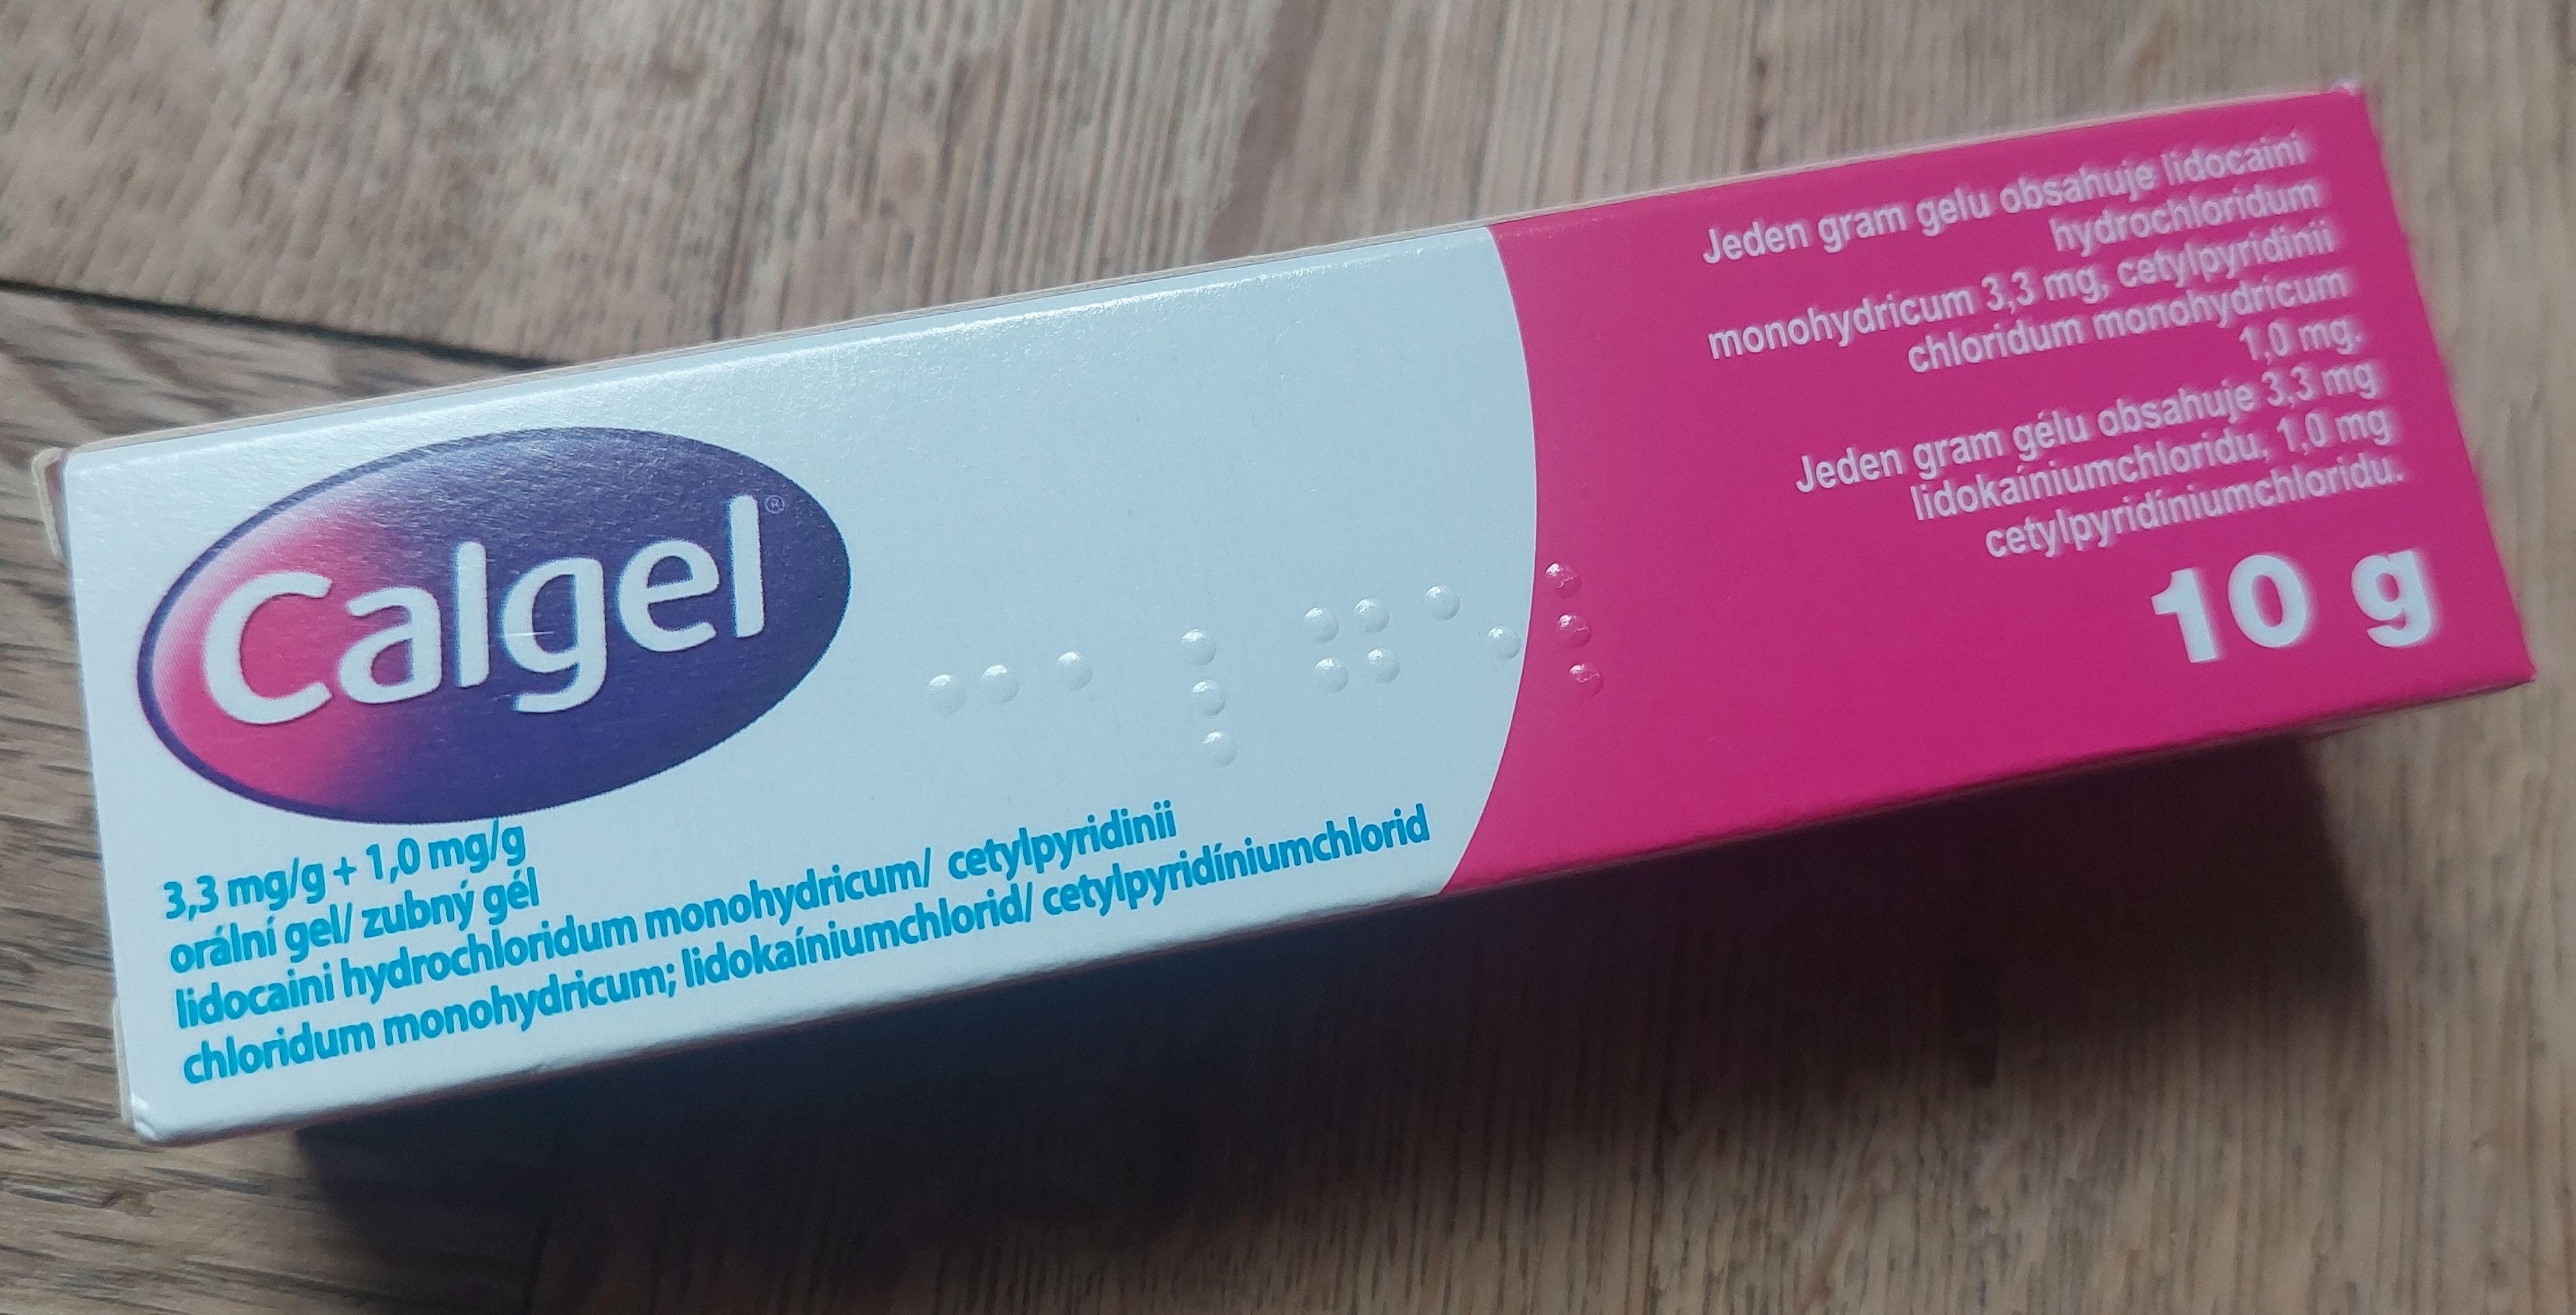 Calgel®
3,3 mg/g + 1,0 mg/g
orální gel/ zubný gél
lidocaini hydrochloridum monohydricum/ cetylpyridinii
chloridum monohydricum; lidokaíniumchlorid/ cetylpyridíniumchlorid
⠉⠁⠇⠛⠑⠇
Jeden gram gelu obsahuje lidocaini
hydrochloridum
monohydricum 3,3 mg, cetylpyridinii
chloridum monohydricum
1,0 mg.
Jeden gram gélu obsahuje 3,3 mg
lidokaíniumchloridu, 1,0 mg
cetylpyridíniumchloridu.
10 g